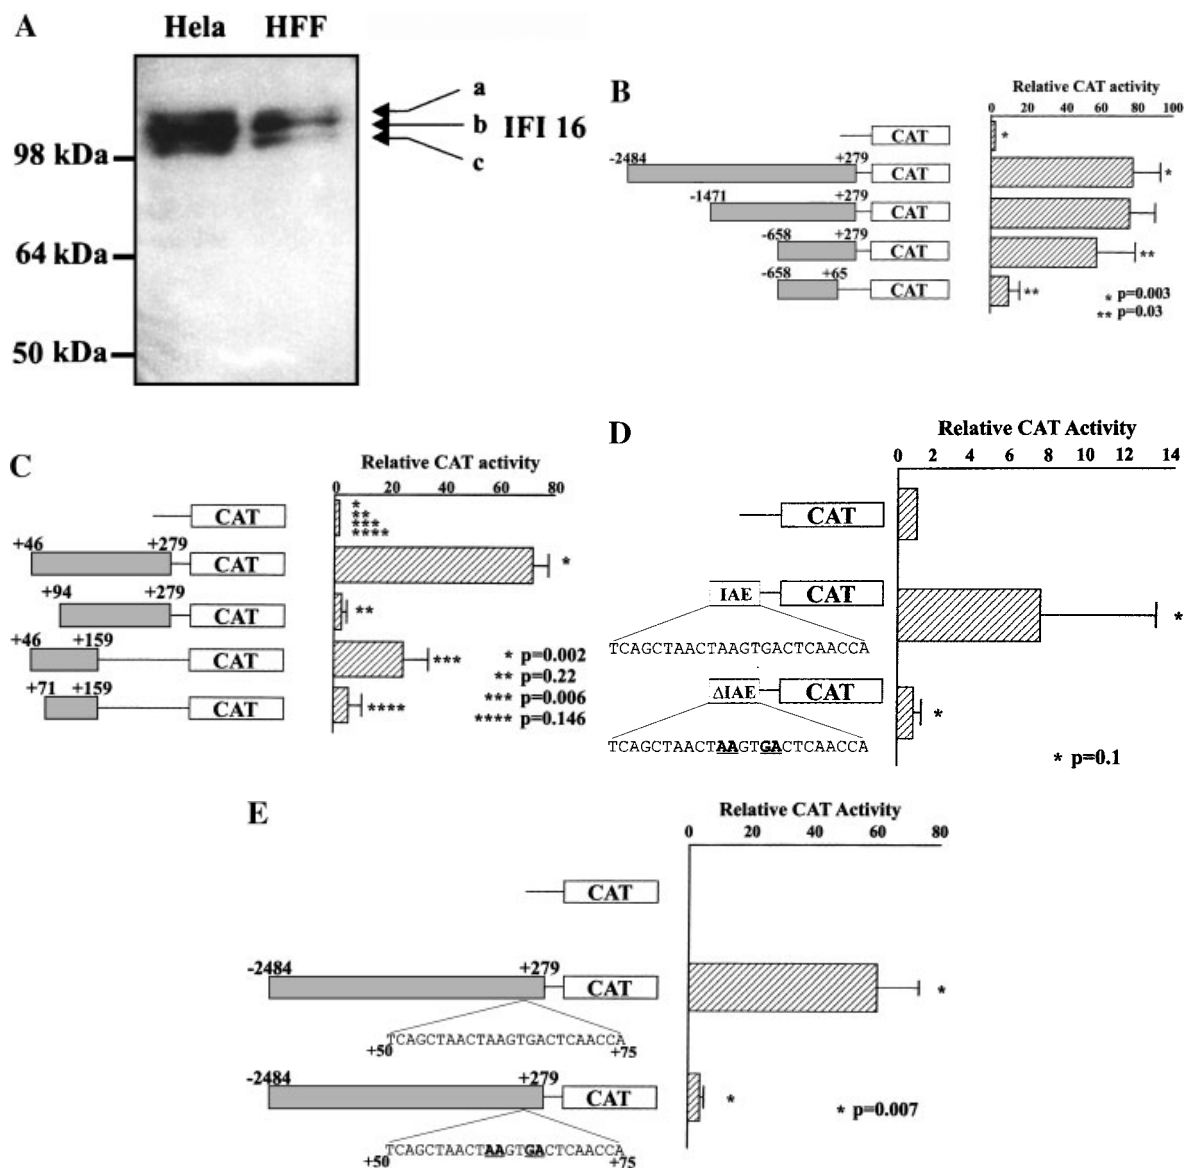 A
Hela HFF
a
b IFI 16
c
98 kDa
64 kDa
50 kDa
B
Relative CAT activity
0 20 40 60 80 100
CAT
*
-2484 +279
CAT
*
-1471 +279
CAT
-658 +279
CAT
**
-658 +65
CAT
**
* p=0.003
** p=0.03
C
Relative CAT activity
0 20 40 60 80
CAT
*
**
***
****
+46 +279
CAT
*
+94 +279
CAT
**
+46 +159
CAT
***
+71 +159
CAT
****
* p=0.002
** p=0.22
*** p=0.006
**** p=0.146
D
Relative CAT Activity
0 2 4 6 8 10 12 14
CAT
IAE CAT
*
TCAGCTAACTAAGTGACTCAACCA
ΔIAE CAT
*
TCAGCTAACTAAGTGACTCAACCA
* p=0.1
E
Relative CAT Activity
0 20 40 60 80
CAT
-2484 +279
CAT
*
TCAGCTAACTAAGTGACTCAACCA
+50 +75
-2484 +279
CAT
*
* p=0.007
TCAGCTAACTAAGTGACTCAACCA
+50 +75